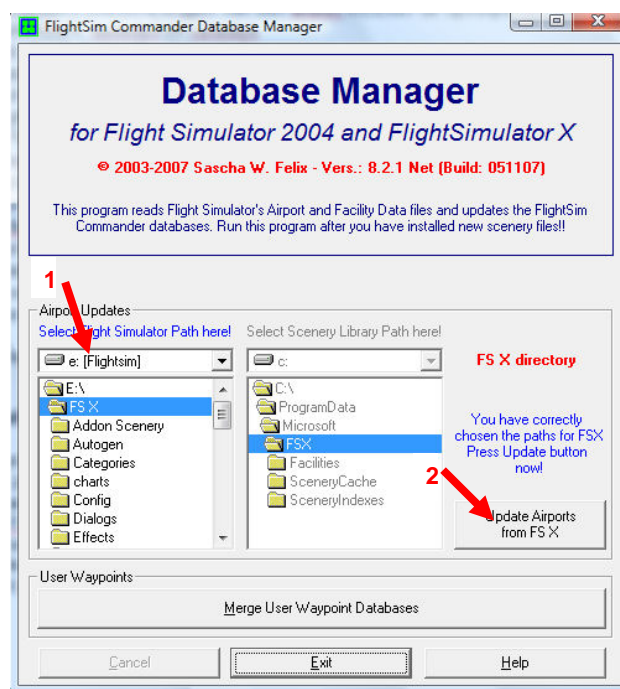 FlightSim Commander Database Manager
Database Manager
for Flight Simulator 2004 and FlightSimulator X
© 2003-2007 Sascha W. Felix - Vers.: 8.2.1 Net (Build: 051107)
This program reads Flight Simulator's Airport and Facility Data files and updates the FlightSim
Commander databases. Run this program after you have installed new scenery files!!
1
Airport Updates
Select Flight Simulator Path here!
e: [Flightsim]
E:\
FS X
Addon Scenery
Autogen
Categories
charts
Config
Dialogs
Effects
Select Scenery Library Path here!
c:
C:\
ProgramData
Microsoft
FSX
Facilities
SceneryCache
SceneryIndexes
FS X directory
You have correctly
chosen the paths for FSX
Press Update button
now!
2
Update Airports
from FS X
User Waypoints
Merge User Waypoint Databases
Cancel
Exit
Help